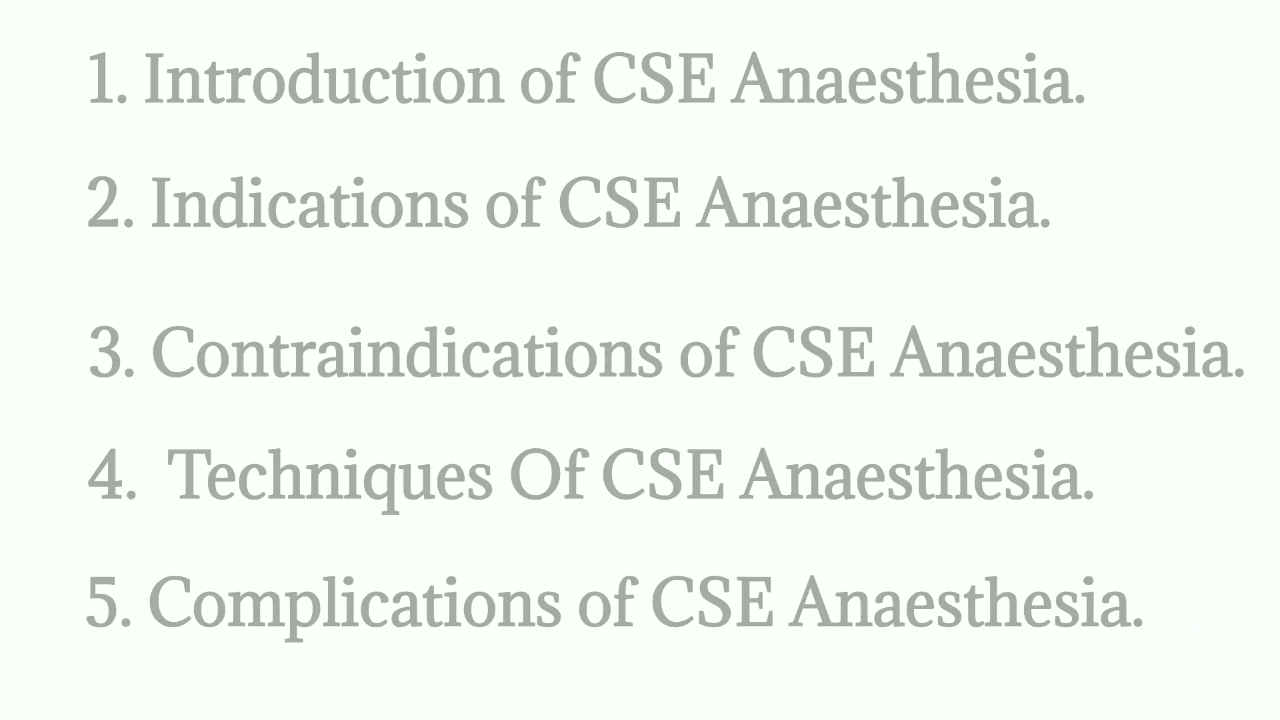 1. Introduction of CSE Anaesthesia.
2. Indications of CSE Anaesthesia.
3. Contraindications of CSE Anaesthesia.
4. Techniques Of CSE Anaesthesia.
5. Complications of CSE Anaesthesia.